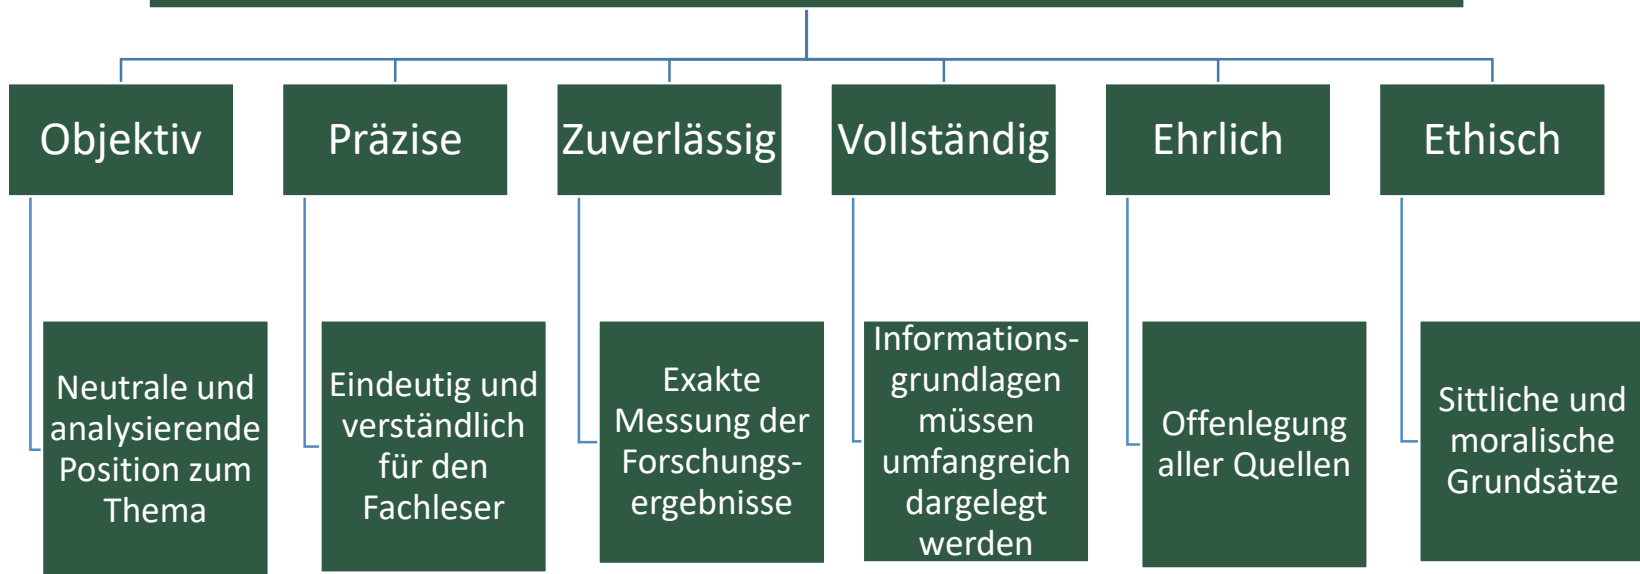 Objektiv
Präzise
Zuverlässig
Vollständig
Ehrlich
Ethisch
Neutrale und
analysierende
Position zum
Thema
Eindeutig und
verständlich
für den
Fachleser
Exakte
Messung der
Forschungs-
ergebnisse
Informations-
grundlagen
müssen
umfangreich
dargelegt
werden
Offenlegung
aller Quellen
Sittliche und
moralische
Grundsätze